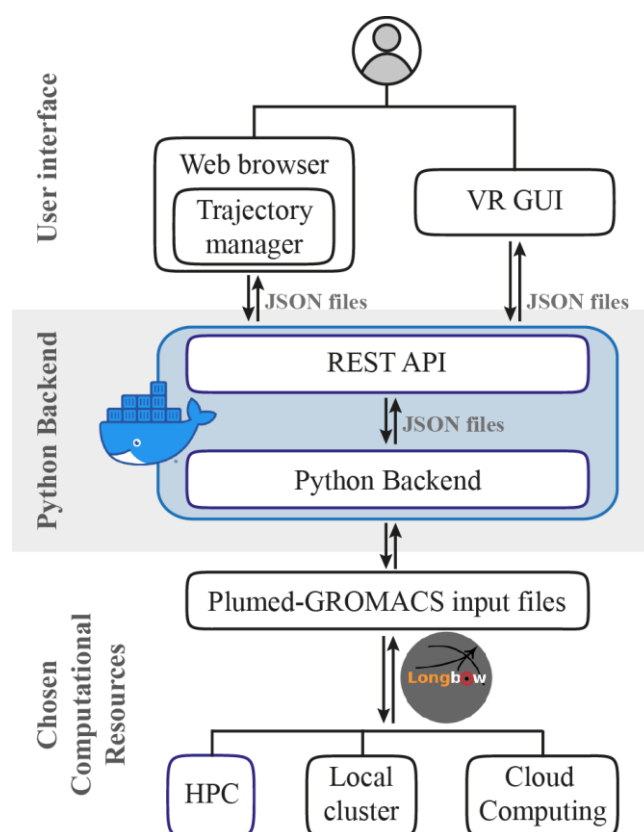 User interface
Web browser
Trajectory
manager
VR GUI
JSON files
JSON files
Python Backend
REST API
JSON files
Python Backend
Plumed-GROMACS input files
Longbow
Chosen
Computational
Resources
HPC
Local
cluster
Cloud
Computing